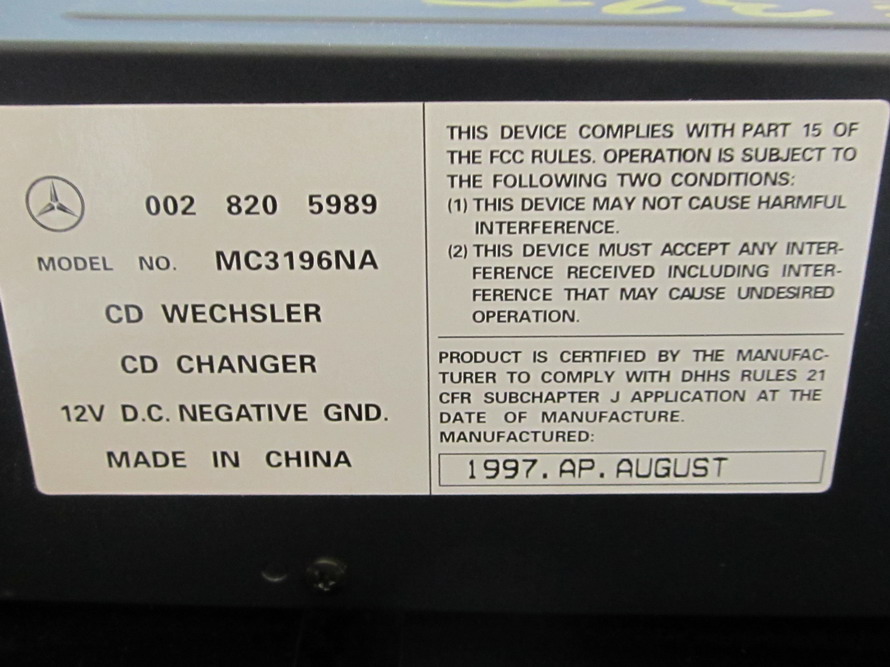 002 820 5989
MODEL NO. MC3196NA
CD WECHSLER
CD CHANGER
12V D.C. NEGATIVE GND.
MADE IN CHINA
THIS DEVICE COMPLIES WITH PART 15 OF
THE FCC RULES. OPERATION IS SUBJECT TO
THE FOLLOWING TWO CONDITIONS:
(1) THIS DEVICE MAY NOT CAUSE HARMFUL
INTERFERENCE.
(2) THIS DEVICE MUST ACCEPT ANY INTER-
FERENCE RECEIVED INCLUDING INTER-
FERENCE THAT MAY CAUSE UNDESIRED
OPERATION.
PRODUCT IS CERTIFIED BY THE MANUFAC-
TURER TO COMPLY WITH DHHS RULES 21
CFR SUBCHAPTER J APPLICATION AT THE
DATE OF MANUFACTURE.
MANUFACTURED:
1997. AP. AUGUST